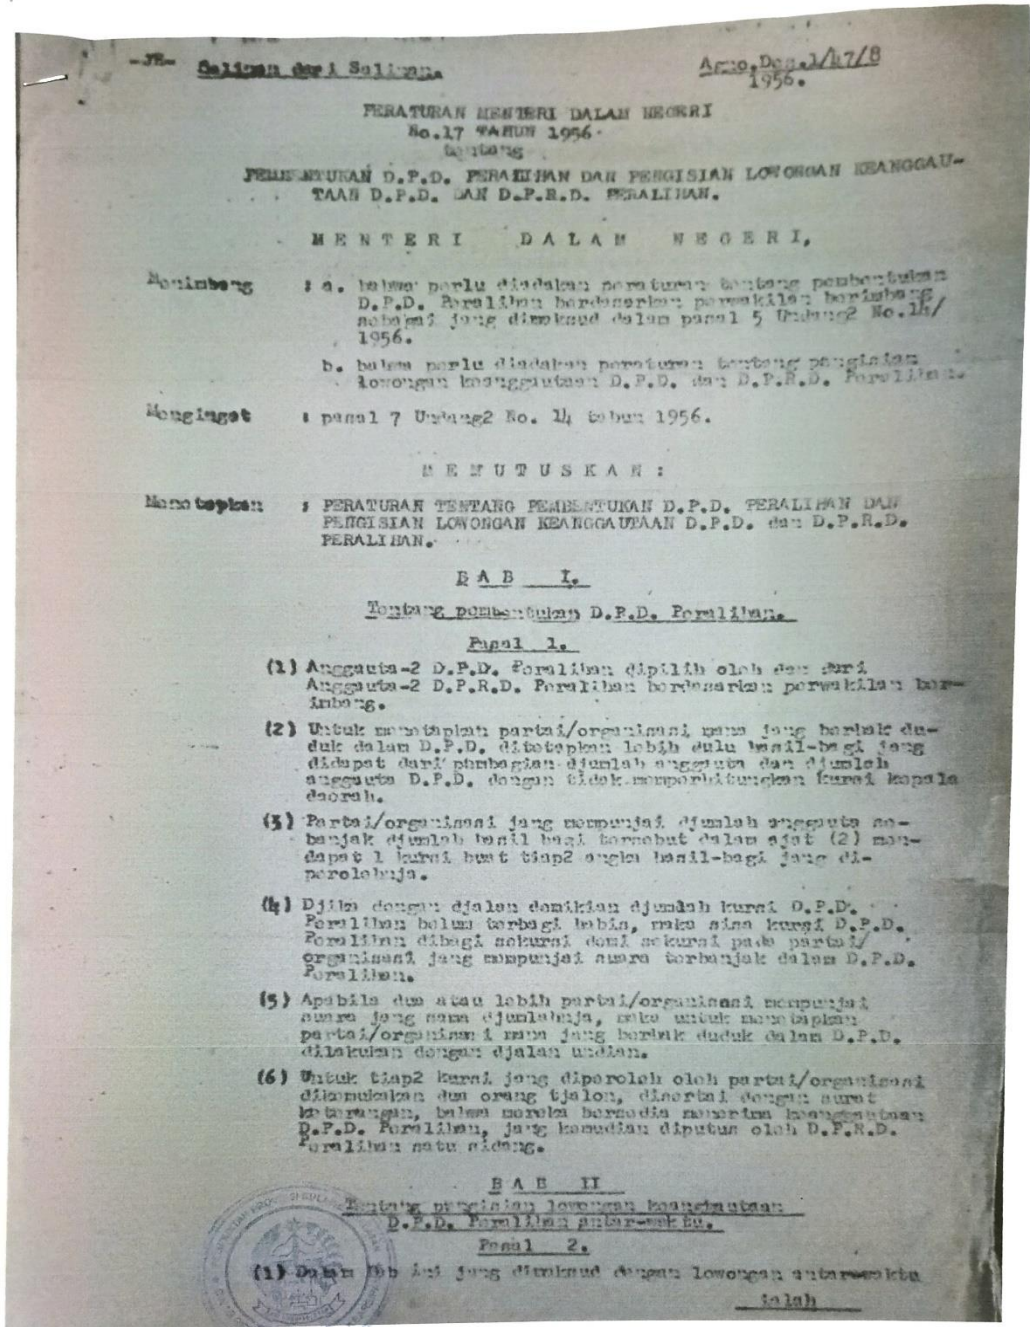 -JH- Salinan dari Salinan.
Agno.Des.1/47/8
1956.
PERATURAN MENTERI DALAM NEGERI
No.17 TAHUN 1956.
tentang
PEMBENTUKAN D.P.D. PERALIHAN DAN PENGISIAN LOWONGAN KEANGGAU-
TAAN D.P.D. DAN D.P.R.D. PERALIHAN.
MENTERI DALAM NEGERI,
Menimbang : a. bahwa perlu diadakan peraturan tentang pembentukan
D.P.D. Peralihan berdasarkan perwakilan berimbang
sebagai jang dimaksud dalam pasal 5 Undang2 No.14/
1956.
b. bahwa perlu diadakan peraturan tentang pengisian
lowongan keanggautaan D.P.D. dan D.P.R.D. Peralihan.
Mengingat : pasal 7 Undang2 No. 14 tahun 1956.
MEMUTUSKAN :
Menetapkan : PERATURAN TENTANG PEMBENTUKAN D.P.D. PERALIHAN DAN
PENGISIAN LOWONGAN KEANGGAUTAAN D.P.D. dan D.P.R.D.
PERALIHAN.
BAB I.
Tentang pembentukan D.P.D. Peralihan.
Pasal 1.
(1) Anggauta-2 D.P.D. Peralihan dipilih oleh dan dari
Anggauta-2 D.P.R.D. Peralihan berdasarkan perwakilan ber-
imbang.
(2) Untuk menetapkan partai/organisasi mana jang berhak du-
duk dalam D.P.D. ditetapkan lebih dulu hasil-bagi jang
didapat dari pembagian djumlah anggauta dan djumlah
anggauta D.P.D. dengan tidak memperhitungkan kursi kepala
daerah.
(3) Partai/organisasi jang mempunjai djumlah anggauta se-
banjak djumlah hasil bagi tersebut dalam ajat (2) men-
dapat 1 kursi buat tiap2 angka hasil-bagi jang di-
perolehnja.
(4) Djika dengan djalan demikian djumlah kursi D.P.D.
Peralihan belum terbagi habis, maka sisa kursi D.P.D.
Peralihan dibagi sekursi demi sekursi pada partai/
organisasi jang mempunjai suara terbanjak dalam D.P.D.
Peralihan.
(5) Apabila dua atau lebih partai/organisasi mempunjai
suara jang sama djumlahnja, maka untuk menetapkan
partai/organisasi mana jang berhak duduk dalam D.P.D.
dilakukan dengan djalan undian.
(6) Untuk tiap2 kursi jang diperoleh oleh partai/organisasi
dikemukakan dua orang tjalon, disertai dengan surat
keterangan, bahwa mereka bersedia menerima keanggautaan
D.P.D. Peralihan, jang kemudian diputus oleh D.P.R.D.
Peralihan satu sidang.
BAB II
Tentang pengisian lowongan keanggautaan
D.P.D. Peralihan antar-waktu.
Pasal 2.
(1) Dalam Bab ini jang dimaksud dengan lowongan antarawaktu
ialah